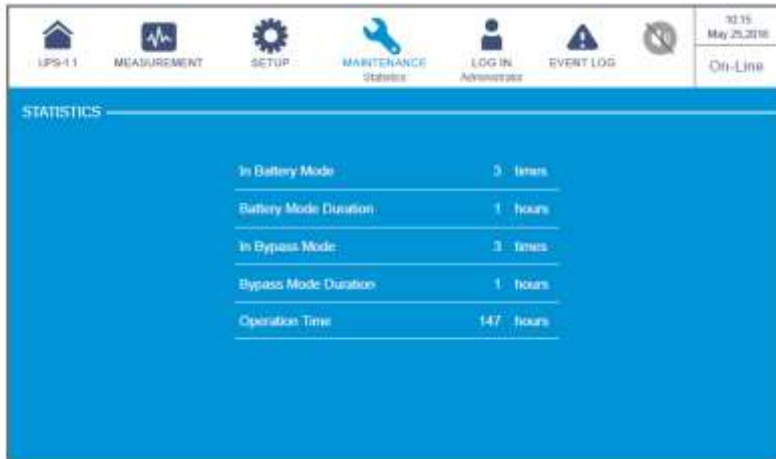 10:15
May 25,2016
UPS-1 1 MEASUREMENT SETUP MAINTENANCE LOG IN EVENT LOG On-Line
Statistics Administrator
STATISTICS
In Battery Mode 3 times
Battery Mode Duration 1 hours
In Bypass Mode 3 times
Bypass Mode Duration 1 hours
Operation Time 147 hours